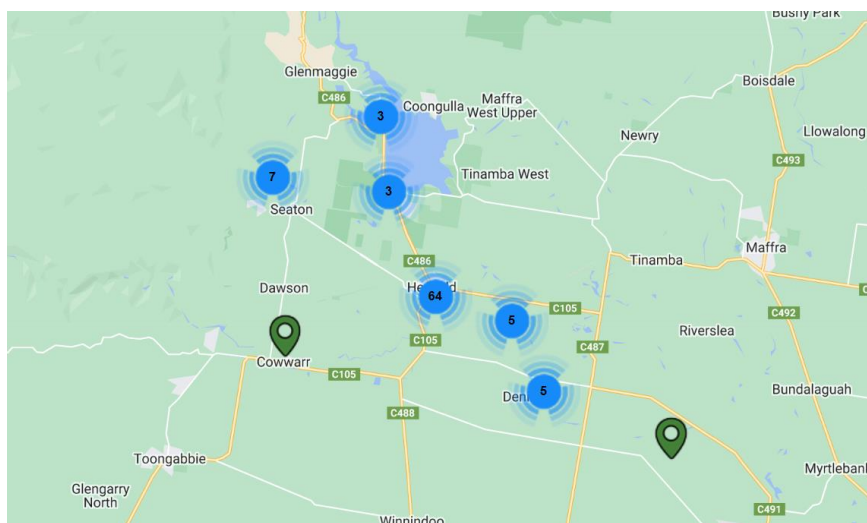 Bushy Park
Glenmaggie
Boisdale
C486
Coongulla
Maffra
West Upper
3
Newry
Llowalong
C493
7
Tinamba West
3
Seaton
Maffra
C486
Tinamba
Dawson
64
C105
C492
5
Riverslea
C105
C487
Cowwarr
C105
5
Bundalaguah
C488
Toongabbie
Myrtlebank
Glengarry
North
C491
Winnindoo